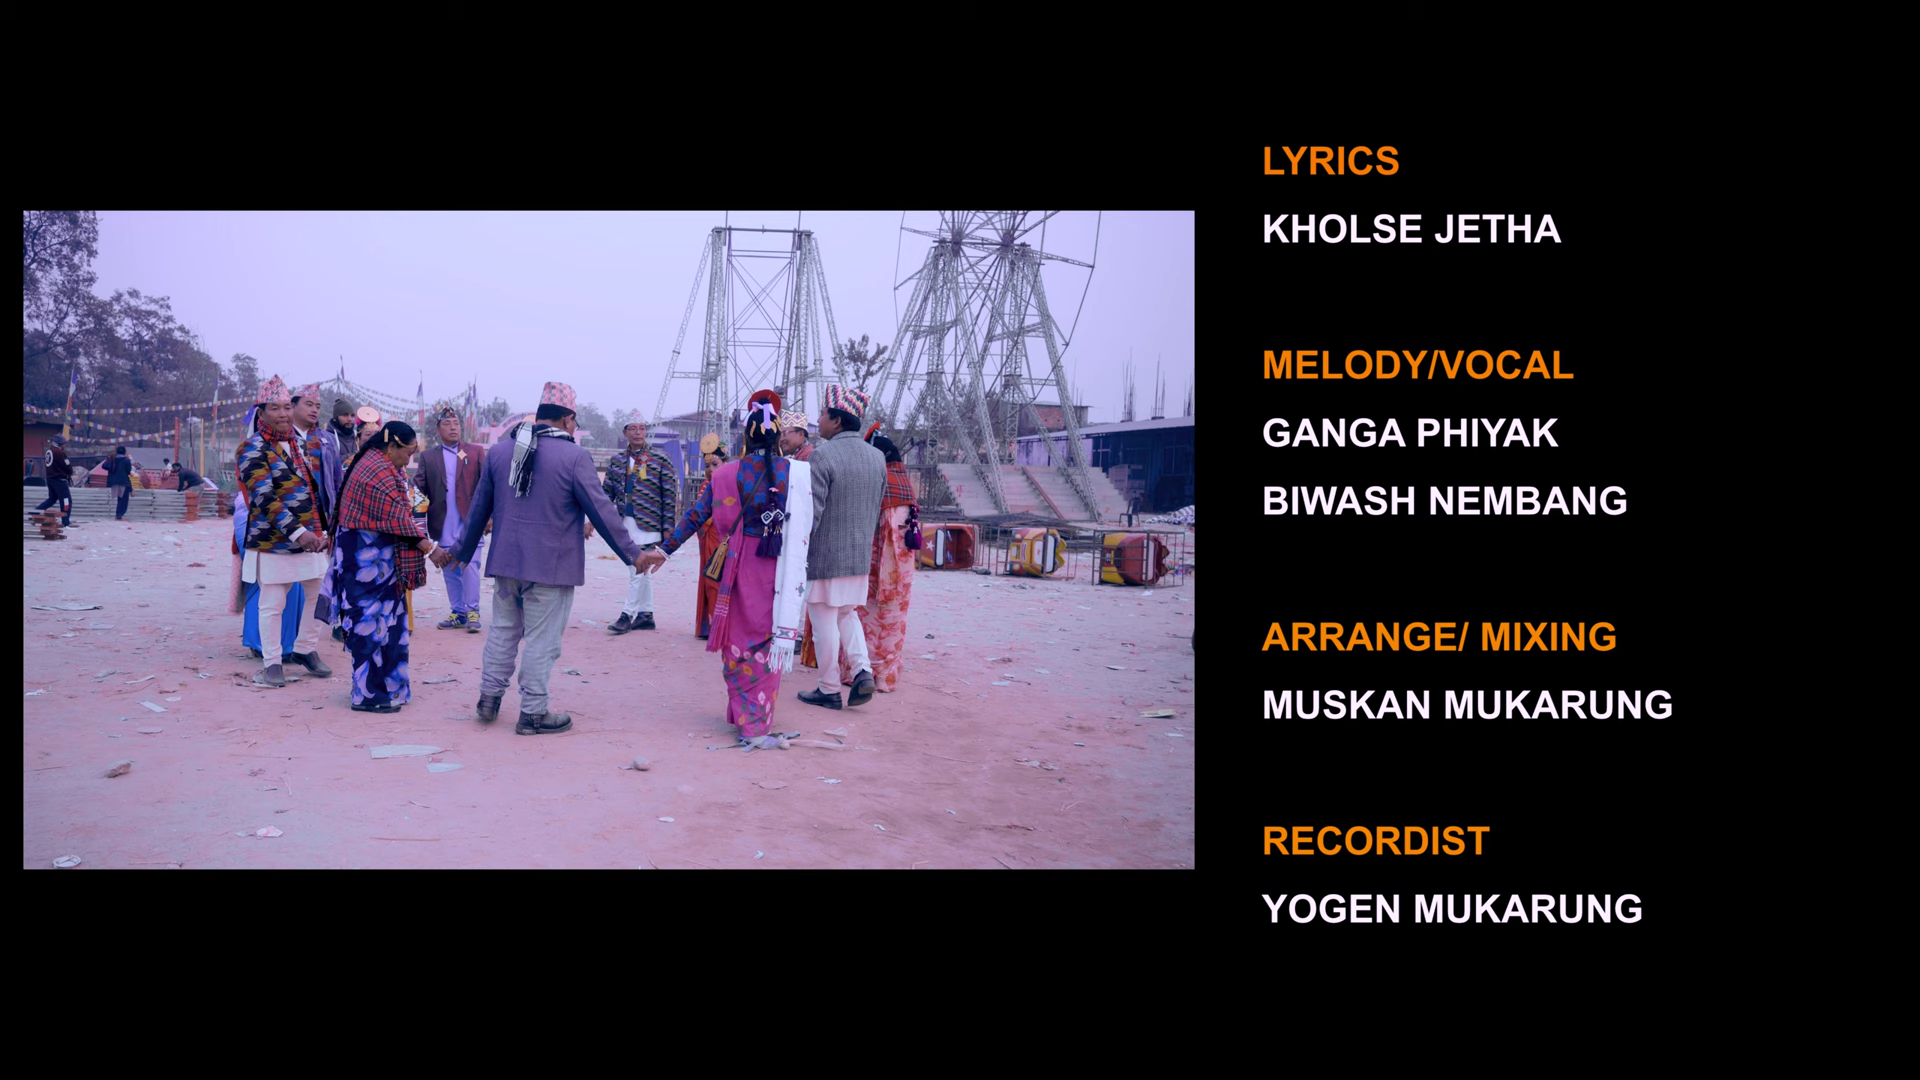 LYRICS
KHOLSE JETHA
MELODY/VOCAL
GANGA PHIYAK
BIWASH NEMBANG
ARRANGE/ MIXING
MUSKAN MUKARUNG
RECORDIST
YOGEN MUKARUNG